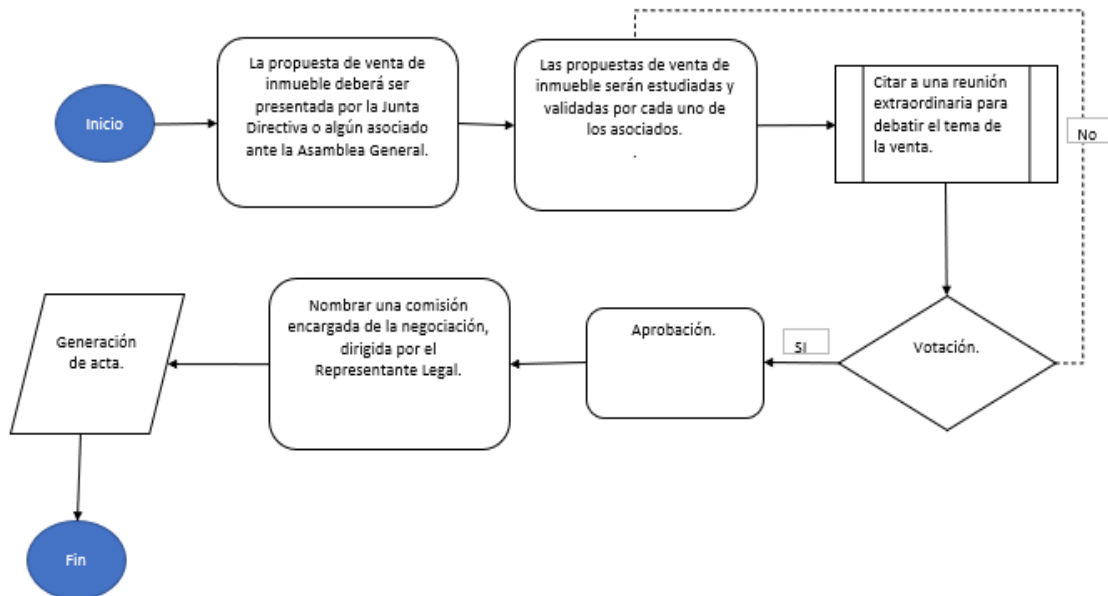 Inicio
La propuesta de venta de
inmueble deberá ser
presentada por la Junta
Directiva o algún asociado
ante la Asamblea General.
Las propuestas de venta de
inmueble serán estudiadas y
validadas por cada uno de
los asociados.
.
Citar a una reunión
extraordinaria para
debatir el tema de
la venta.
No
Votación.
SI
Aprobación.
Nombrar una comisión
encargada de la negociación,
dirigida por el
Representante Legal.
Generación
de acta.
Fin